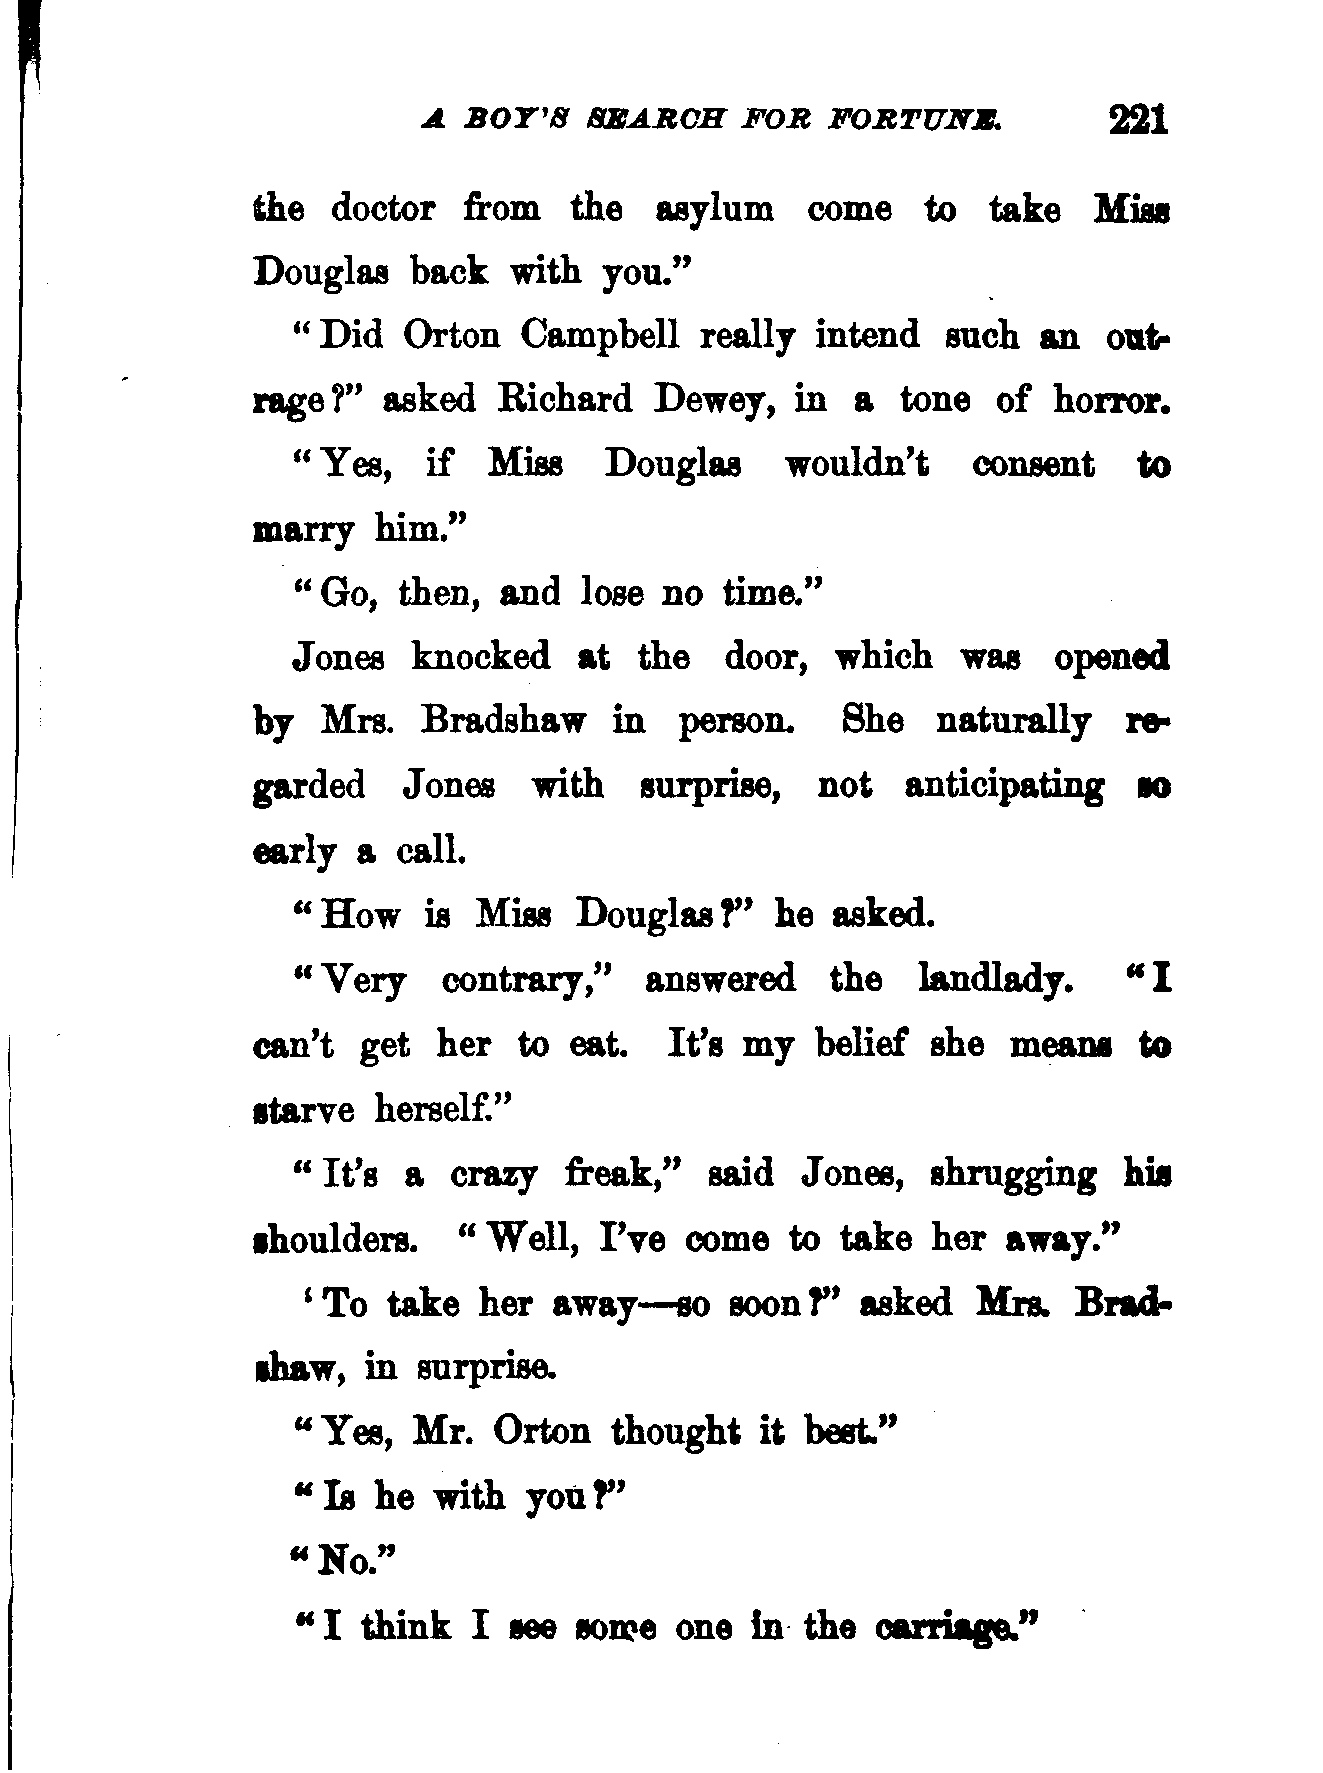 A BOY'S SEARCH FOR FORTUNE. 221
the doctor from the asylum come to take Miss
Douglas back with you."
"Did Orton Campbell really intend such an out-
rage?" asked Richard Dewey, in a tone of horror.
"Yes, if Miss Douglas wouldn't consent to
marry him."
"Go, then, and lose no time."
Jones knocked at the door, which was opened
by Mrs. Bradshaw in person. She naturally re-
garded Jones with surprise, not anticipating so
early a call.
"How is Miss Douglas?" he asked.
"Very contrary," answered the landlady. "I
can't get her to eat. It's my belief she means to
starve herself."
"It's a crazy freak," said Jones, shrugging his
shoulders. "Well, I've come to take her away."
'To take her away—so soon?" asked Mrs. Brad-
shaw, in surprise.
"Yes, Mr. Orton thought it best."
"Is he with you?"
"No."
"I think I see some one in the carriage."